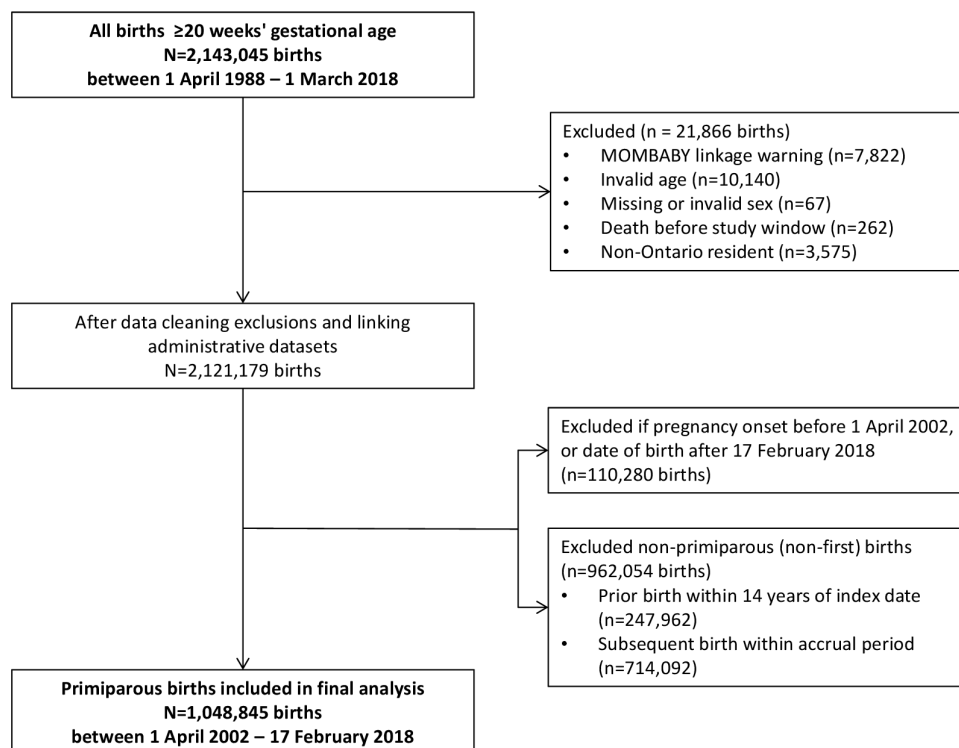 All births ≥20 weeks' gestational age
N=2,143,045 births
between 1 April 1988 – 1 March 2018
Excluded (n = 21,866 births)
• MOMBABY linkage warning (n=7,822)
• Invalid age (n=10,140)
• Missing or invalid sex (n=67)
• Death before study window (n=262)
• Non-Ontario resident (n=3,575)
After data cleaning exclusions and linking
administrative datasets
N=2,121,179 births
Excluded if pregnancy onset before 1 April 2002,
or date of birth after 17 February 2018
(n=110,280 births)
Excluded non-primiparous (non-first) births
(n=962,054 births)
• Prior birth within 14 years of index date
(n=247,962)
• Subsequent birth within accrual period
(n=714,092)
Primiparous births included in final analysis
N=1,048,845 births
between 1 April 2002 – 17 February 2018